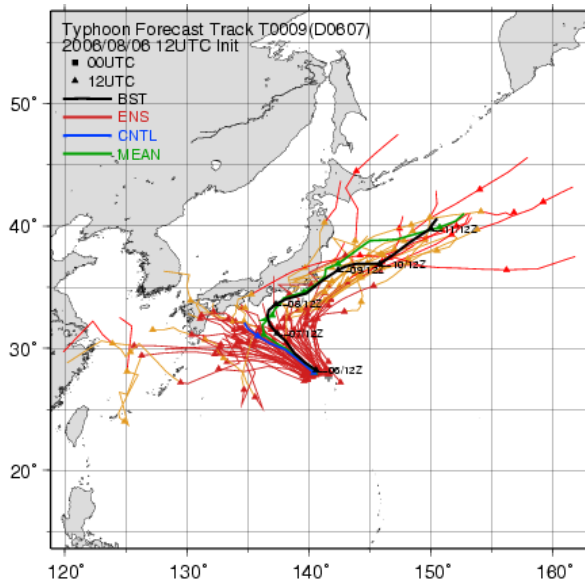 Typhoon Forecast Track T0009(D0607)
2006/08/06 12UTC Init
00UTC
12UTC
BST
ENS
CNTL
MEAN
50°
40°
30°
20°
11/12Z
10/12Z
09/12Z
08/12Z
07/12Z
06/12Z
120°
130°
140°
150°
160°